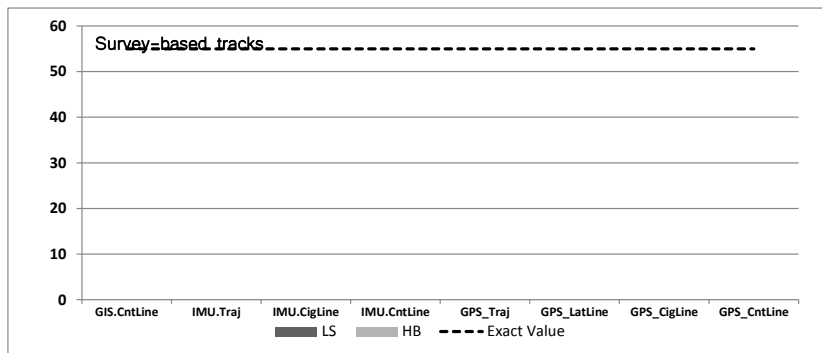 60
Survey-based tracks
50
40
30
20
10
0
GIS.CntLine IMU.Traj IMU.CigLine IMU.CntLine GPS_Traj GPS_LatLine GPS_CigLine GPS_CntLine
LS HB Exact Value